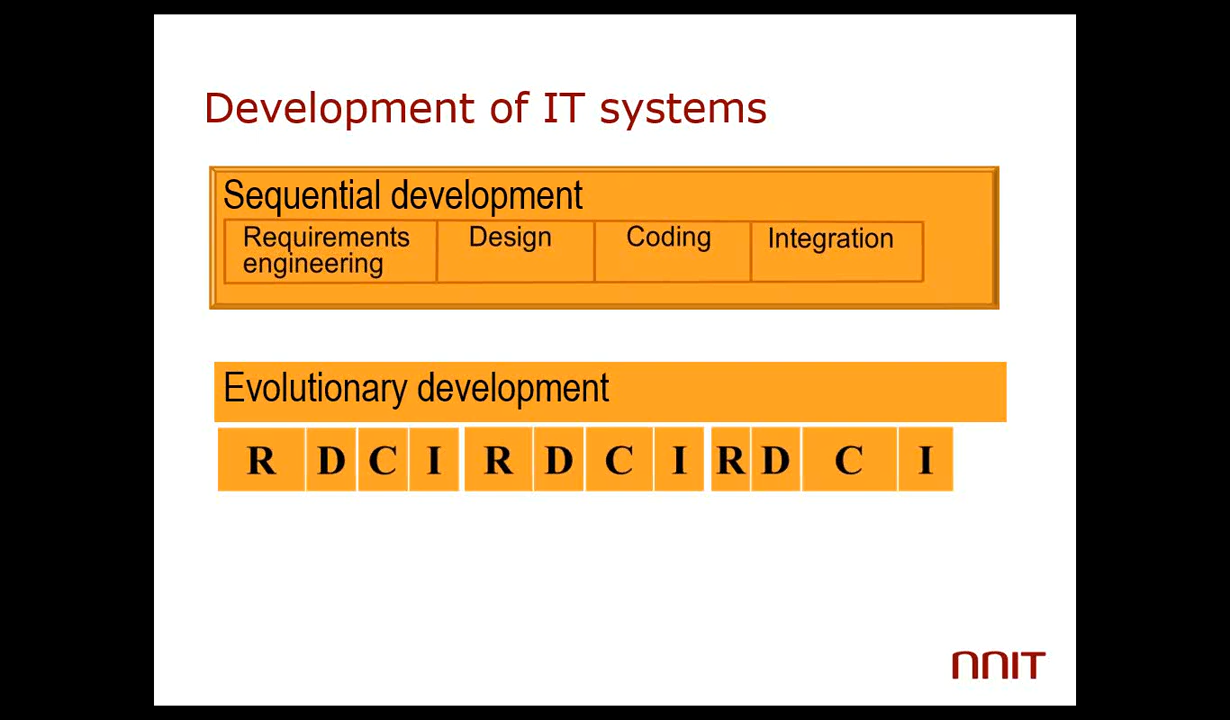 Development of IT systems
Sequential development
Requirements engineering
Design
Coding
Integration
Evolutionary development
R D C I R D C I R D C I
nnIT